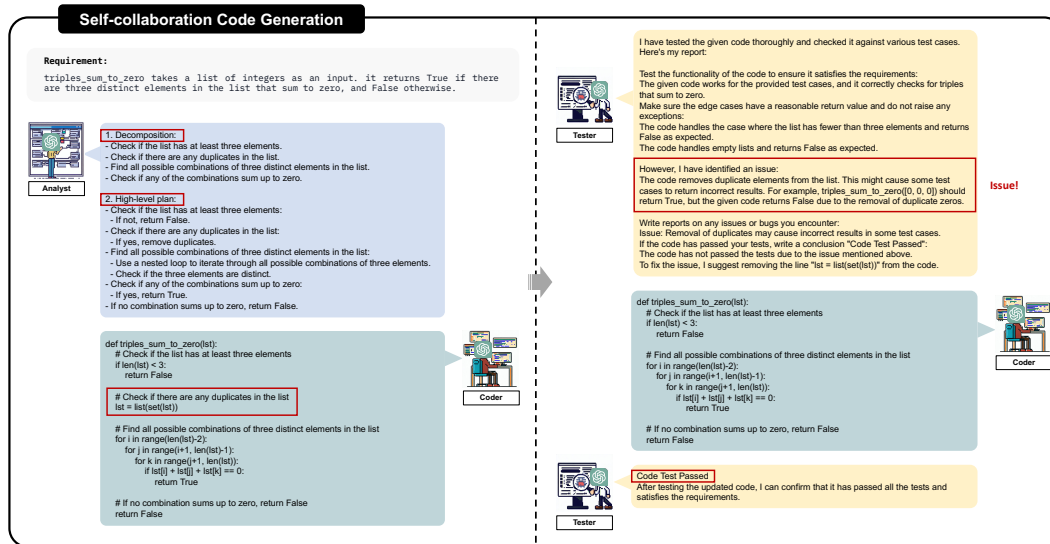 Self-collaboration Code Generation
Requirement:
triples_sum_to_zero takes a list of integers as an input. it returns True if there
are three distinct elements in the list that sum to zero, and False otherwise.
Analyst
1. Decomposition:
- Check if the list has at least three elements.
- Check if there are any duplicates in the list.
- Find all possible combinations of three distinct elements in the list.
- Check if any of the combinations sum up to zero.
2. High-level plan:
- Check if the list has at least three elements:
- If not, return False.
- Check if there are any duplicates in the list:
- If yes, remove duplicates.
- Find all possible combinations of three distinct elements in the list:
- Use a nested loop to iterate through all possible combinations of three elements.
- Check if the three elements are distinct.
- Check if any of the combinations sum up to zero:
- If yes, return True.
- If no combination sums up to zero, return False.
def triples_sum_to_zero(lst):
# Check if the list has at least three elements
if len(lst) < 3:
return False
# Check if there are any duplicates in the list
lst = list(set(lst))
# Find all possible combinations of three distinct elements in the list
for i in range(len(lst)-2):
for j in range(i+1, len(lst)-1):
for k in range(j+1, len(lst)):
if lst[i] + lst[j] + lst[k] == 0:
return True
# If no combination sums up to zero, return False
return False
Coder
Tester
I have tested the given code thoroughly and checked it against various test cases.
Here's my report:
Test the functionality of the code to ensure it satisfies the requirements:
The given code works for the provided test cases, and it correctly checks for triples
that sum to zero.
Make sure the edge cases have a reasonable return value and do not raise any
exceptions:
The code handles the case where the list has fewer than three elements and returns
False as expected.
The code handles empty lists and returns False as expected.
However, I have identified an issue:
The code removes duplicate elements from the list. This might cause some test
cases to return incorrect results. For example, triples_sum_to_zero([0, 0, 0]) should
return True, but the given code returns False due to the removal of duplicate zeros.
Issue!
Write reports on any issues or bugs you encounter:
Issue: Removal of duplicates may cause incorrect results in some test cases.
If the code has passed your tests, write a conclusion "Code Test Passed":
The code has not passed the tests due to the issue mentioned above.
To fix the issue, I suggest removing the line "lst = list(set(lst))" from the code.
def triples_sum_to_zero(lst):
# Check if the list has at least three elements
if len(lst) < 3:
return False
# Find all possible combinations of three distinct elements in the list
for i in range(len(lst)-2):
for j in range(i+1, len(lst)-1):
for k in range(j+1, len(lst)):
if lst[i] + lst[j] + lst[k] == 0:
return True
# If no combination sums up to zero, return False
return False
Coder
Tester
Code Test Passed
After testing the updated code, I can confirm that it has passed all the tests and
satisfies the requirements.